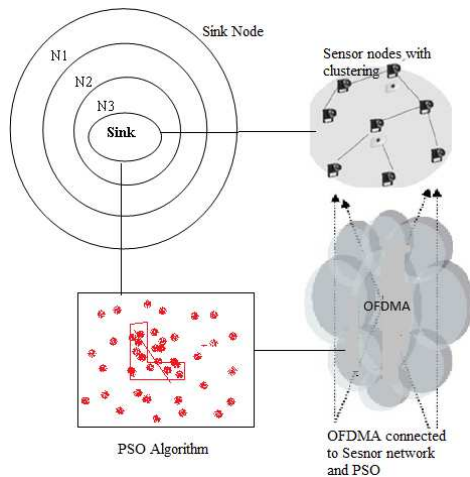 Sink Node
N1
N2
N3
Sink
Sensor nodes with
clustering
OFDMA
PSO Algorithm
OFDMA connected
to Sesnor network
and PSO